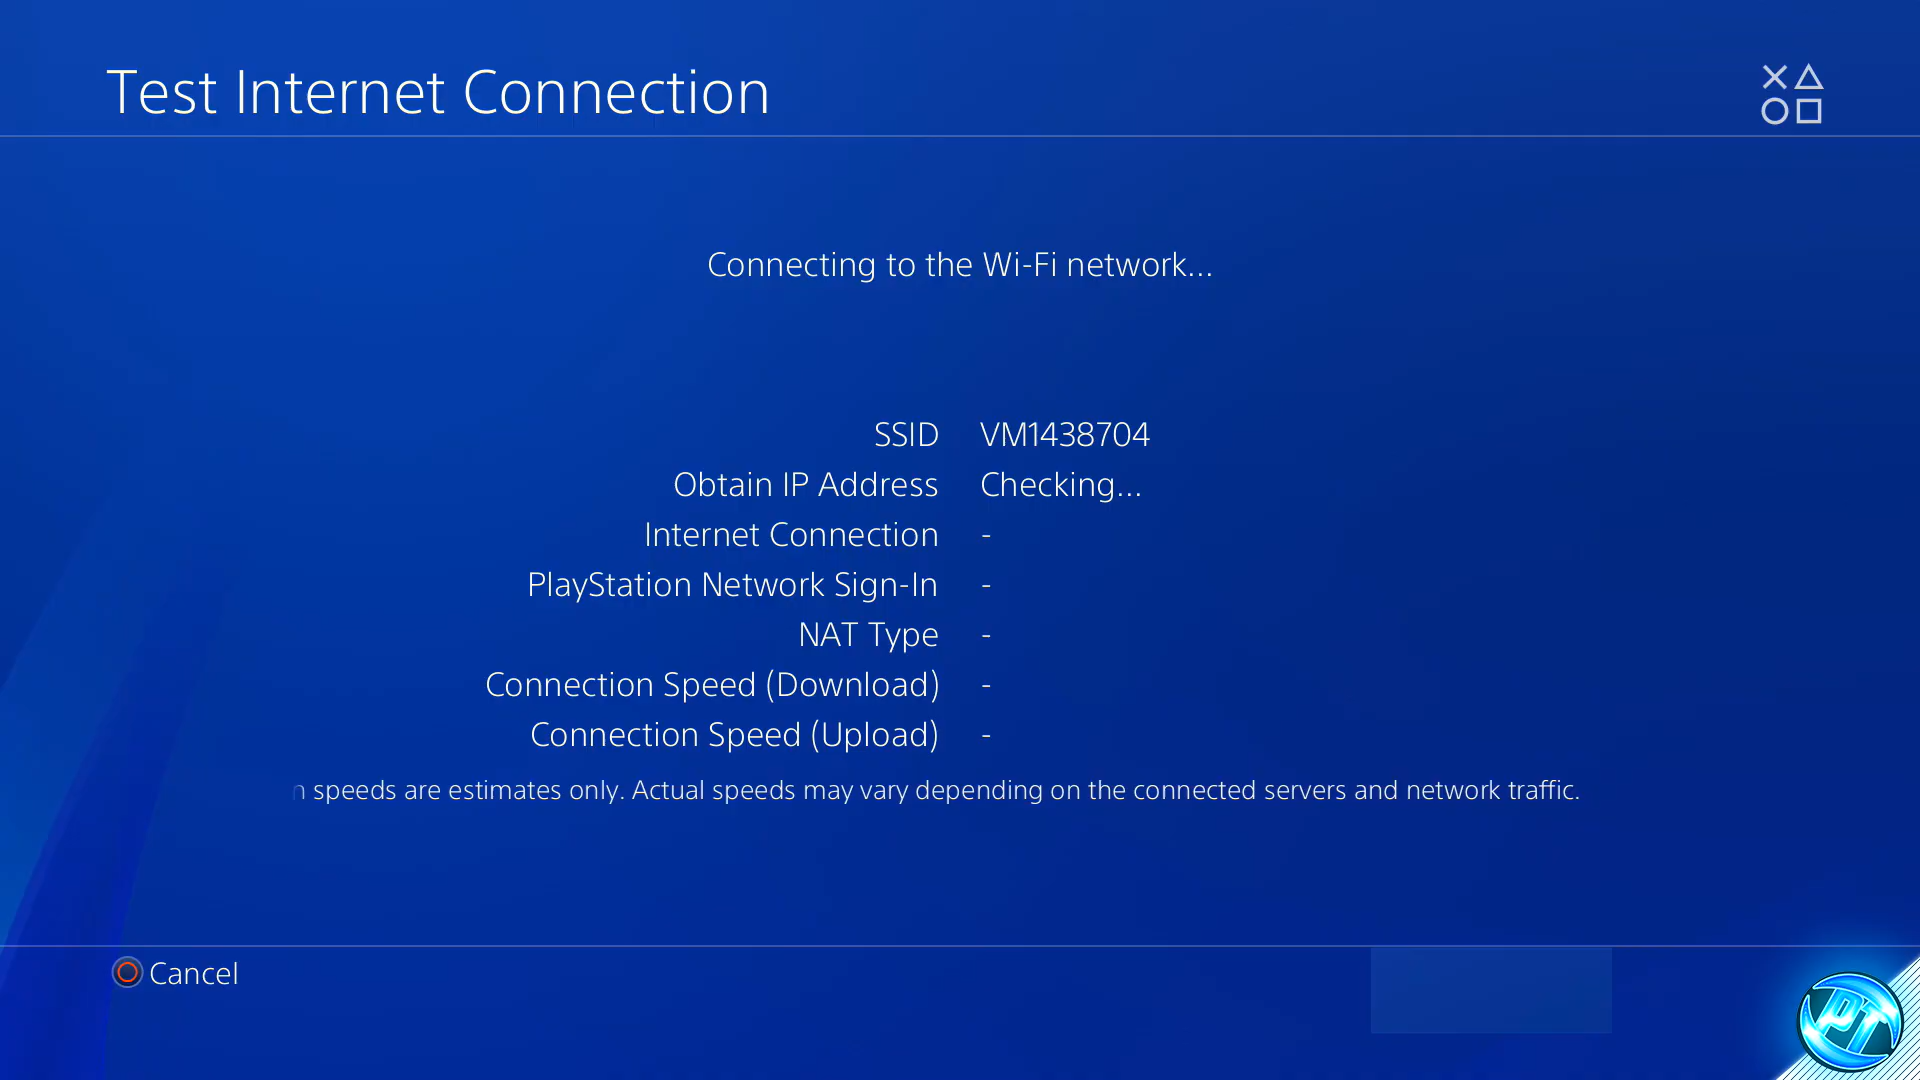 Test Internet Connection
Connecting to the Wi-Fi network...
SSID VM1438704
Obtain IP Address Checking...
Internet Connection -
PlayStation Network Sign-In -
NAT Type -
Connection Speed (Download) -
Connection Speed (Upload) -
n speeds are estimates only. Actual speeds may vary depending on the connected servers and network traffic.
Cancel
PT